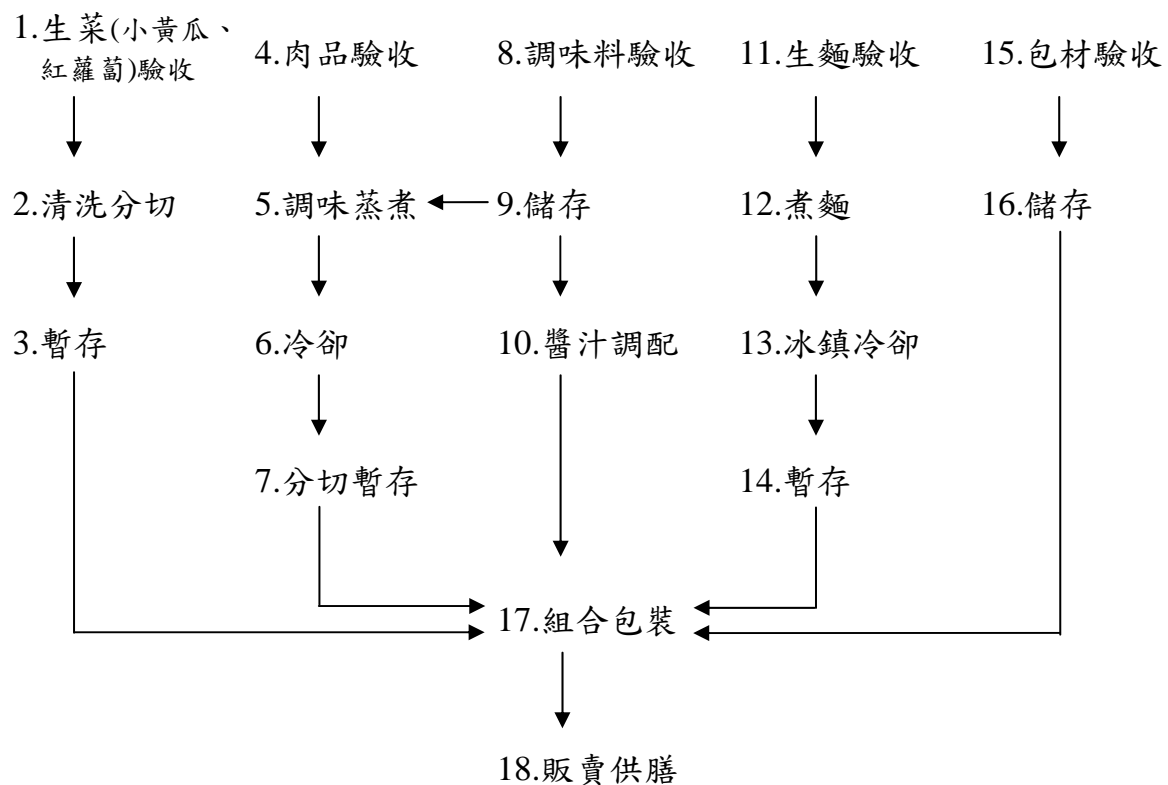 1.生菜(小黃瓜、
紅蘿蔔)驗收
4.肉品驗收
8.調味料驗收
11.生麵驗收
15.包材驗收
2.清洗分切
5.調味蒸煮
9.儲存
12.煮麵
16.儲存
3.暫存
6.冷卻
10.醬汁調配
13.冰鎮冷卻
7.分切暫存
14.暫存
17.組合包裝
18.販賣供膳